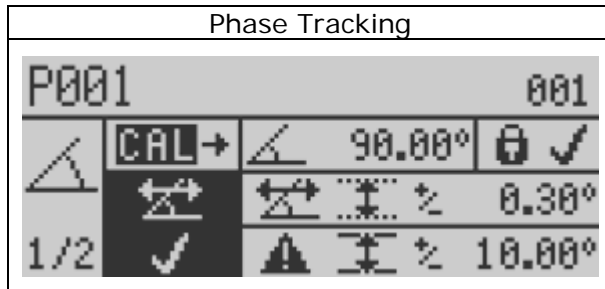 Phase Tracking
P001 001
CAL→ 90.00° ✓
± 0.30°
1/2 ✓ ± 10.00°